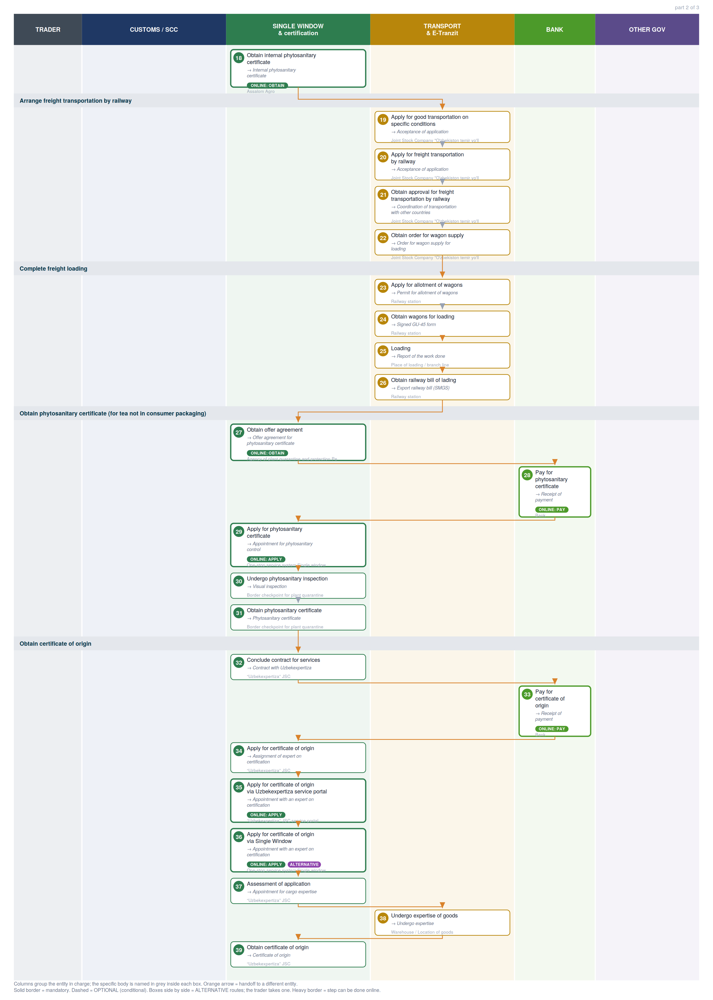 part 2 of 3
TRADER
CUSTOMS / SCC
SINGLE WINDOW
& certification
TRANSPORT
& E-Tranzit
BANK
OTHER GOV
18
Obtain internal phytosanitary
certificate
→ Internal phytosanitary
certificate
ONLINE: OBTAIN
Assalom Agro
Arrange freight transportation by railway
19
Apply for good transportation on
specific conditions
→ Acceptance of application
Joint Stock Company "O'zbekiston temir yo'll
20
Apply for freight transportation
by railway
→ Acceptance of application
Joint Stock Company "O'zbekiston temir yo'll
21
Obtain approval for freight
transportation by railway
→ Coordination of transportation
with other countries
Joint Stock Company "O'zbekiston temir yo'll
22
Obtain order for wagon supply
→ Order for wagon supply for
loading
Joint Stock Company "O'zbekiston temir yo'll
Complete freight loading
23
Apply for allotment of wagons
→ Permit for allotment of wagons
Railway station
24
Obtain wagons for loading
→ Signed GU-45 form
Railway station
25
Loading
→ Report of the work done
Place of loading / branch line
26
Obtain railway bill of lading
→ Export railway bill (SMGS)
Railway station
Obtain phytosanitary certificate (for tea not in consumer packaging)
27
Obtain offer agreement
→ Offer agreement for
phytosanitary certificate
ONLINE: OBTAIN
Agency of plant quarantine and protection Pe
28
Pay for
phytosanitary
certificate
→ Receipt of
payment
ONLINE: PAY
Bank
29
Apply for phytosanitary
certificate
→ Appointment for phytosanitary
control
ONLINE: APPLY
One-stop service system Single window
30
Undergo phytosanitary inspection
→ Visual inspection
Border checkpoint for plant quarantine
31
Obtain phytosanitary certificate
→ Phytosanitary certificate
Border checkpoint for plant quarantine
Obtain certificate of origin
32
Conclude contract for services
→ Contract with Uzbekexpertiza
“Uzbekexpertiza” JSC
33
Pay for
certificate of
origin
→ Receipt of
payment
ONLINE: PAY
Bank
34
Apply for certificate of origin
→ Assignment of expert on
certification
“Uzbekexpertiza” JSC
35
Apply for certificate of origin
via Uzbekexpertiza service portal
→ Appointment with an expert on
certification
ONLINE: APPLY
“Uzbekexpertiza” JSC service portal
36
Apply for certificate of origin
via Single Window
→ Appointment with an expert on
certification
ONLINE: APPLY ALTERNATIVE
One-stop service system Single window
37
Assessment of application
→ Appointment for cargo expertise
“Uzbekexpertiza” JSC
38
Undergo expertise of goods
→ Undergo expertise
Warehouse / Location of goods
39
Obtain certificate of origin
→ Certificate of origin
“Uzbekexpertiza” JSC
Columns group the entity in charge; the specific body is named in grey inside each box. Orange arrow = handoff to a different entity.
Solid border = mandatory. Dashed = OPTIONAL (conditional). Boxes side by side = ALTERNATIVE routes; the trader takes one. Heavy border = step can be done online.